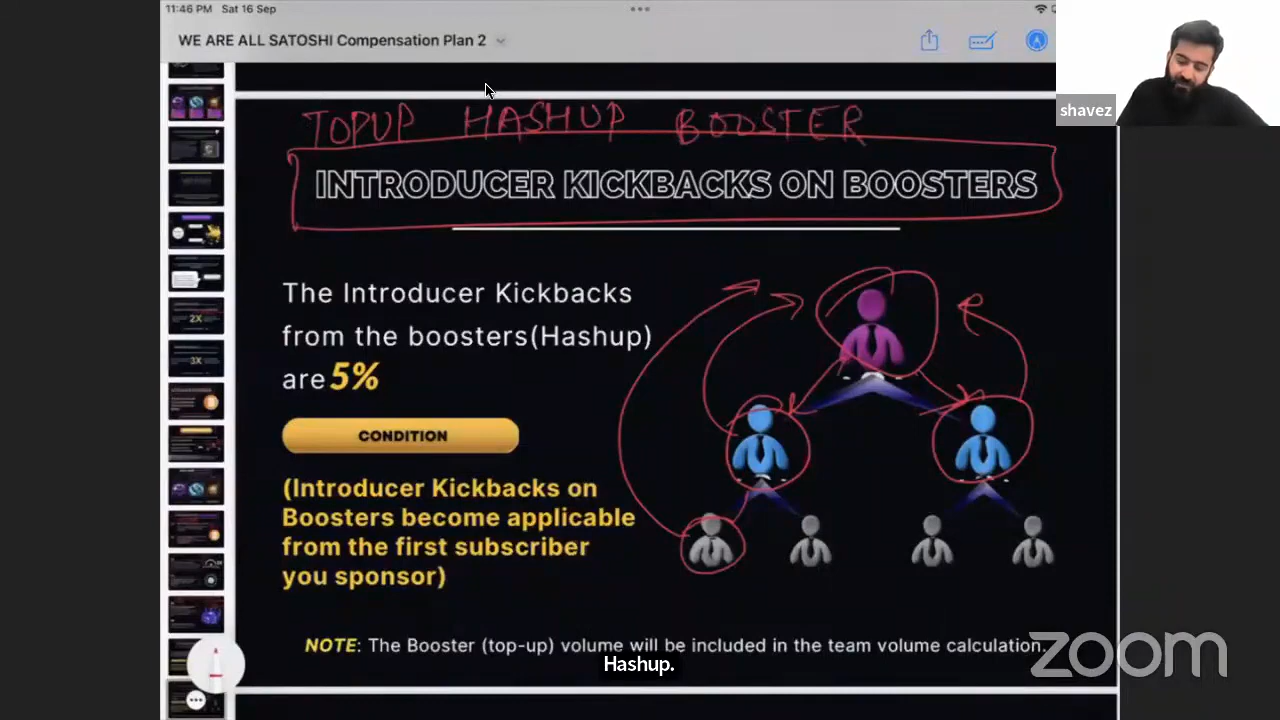 11:46 PM Sat 16 Sep
WE ARE ALL SATOSHI Compensation Plan 2
shavez
TOPUP HASHUP BOOSTER
INTRODUCER KICKBACKS ON BOOSTERS
The Introducer Kickbacks
from the boosters(Hashup)
are 5%
CONDITION
(Introducer Kickbacks on
Boosters become applicable
from the first subscriber
you sponsor)
NOTE: The Booster (top-up) volume will be included in the team volume calculation.
Hashup.
zoom